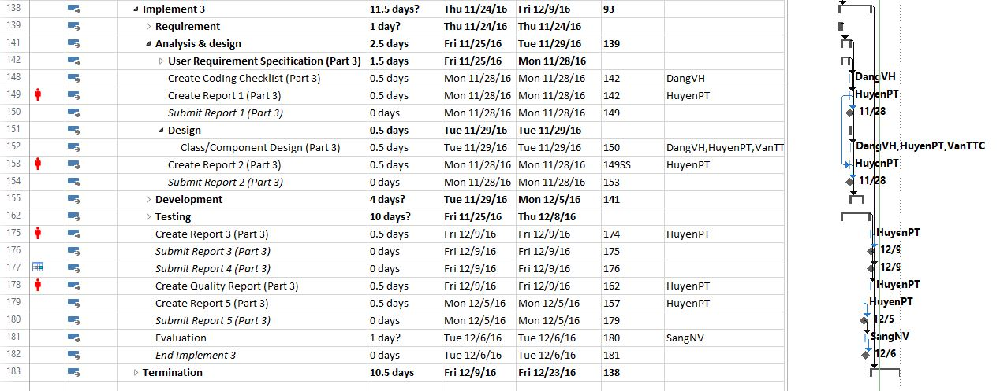 138 Implement 3 11.5 days? Thu 11/24/16 Fri 12/9/16 93
139 Requirement 1 day? Thu 11/24/16 Thu 11/24/16
141 Analysis & design 2.5 days Fri 11/25/16 Tue 11/29/16 139
142 User Requirement Specification (Part 3) 1.5 days Fri 11/25/16 Mon 11/28/16
148 Create Coding Checklist (Part 3) 0.5 days Mon 11/28/16 Mon 11/28/16 142 DangVH DangVH
149 Create Report 1 (Part 3) 0.5 days Mon 11/28/16 Mon 11/28/16 142 HuyenPT HuyenPT
150 Submit Report 1 (Part 3) 0 days Mon 11/28/16 Mon 11/28/16 149 11/28
151 Design 0.5 days Tue 11/29/16 Tue 11/29/16
152 Class/Component Design (Part 3) 0.5 days Tue 11/29/16 Tue 11/29/16 150 DangVH,HuyenPT,VanTT DangVH,HuyenPT,VanTTC
153 Create Report 2 (Part 3) 0.5 days Mon 11/28/16 Mon 11/28/16 149SS HuyenPT HuyenPT
154 Submit Report 2 (Part 3) 0 days Mon 11/28/16 Mon 11/28/16 153 11/28
155 Development 4 days? Tue 11/29/16 Mon 12/5/16 141
162 Testing 10 days? Fri 11/25/16 Thu 12/8/16
175 Create Report 3 (Part 3) 0.5 days Fri 12/9/16 Fri 12/9/16 174 HuyenPT HuyenPT
176 Submit Report 3 (Part 3) 0 days Fri 12/9/16 Fri 12/9/16 175 12/9
177 Submit Report 4 (Part 3) 0 days Fri 12/9/16 Fri 12/9/16 176 12/9
178 Create Quality Report (Part 3) 0.5 days Fri 12/9/16 Fri 12/9/16 162 HuyenPT HuyenPT
179 Create Report 5 (Part 3) 0.5 days Mon 12/5/16 Mon 12/5/16 157 HuyenPT HuyenPT
180 Submit Report 5 (Part 3) 0 days Mon 12/5/16 Mon 12/5/16 179 12/5
181 Evaluation 1 day? Tue 12/6/16 Tue 12/6/16 180 SangNV SangNV
182 End Implement 3 0 days Tue 12/6/16 Tue 12/6/16 181 12/6
183 Termination 10.5 days Fri 12/9/16 Fri 12/23/16 138